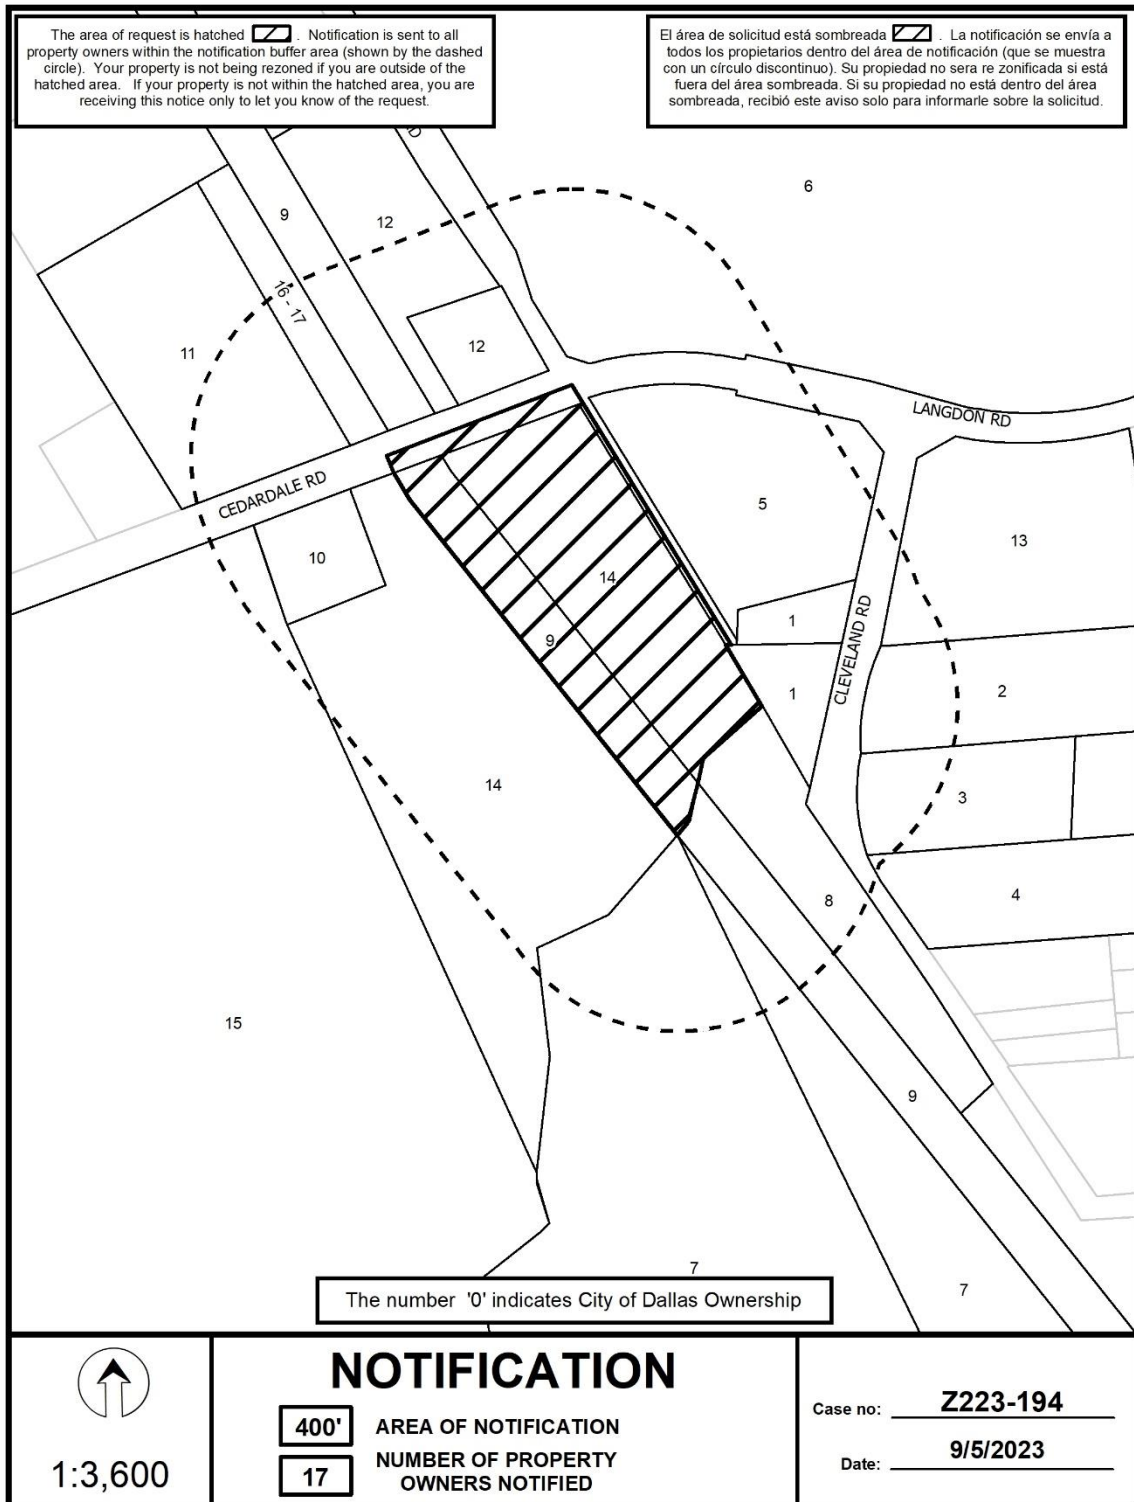 The area of request is hatched . Notification is sent to all
property owners within the notification buffer area (shown by the dashed
circle). Your property is not being rezoned if you are outside of the
hatched area. If your property is not within the hatched area, you are
receiving this notice only to let you know of the request.
El área de solicitud está sombreada . La notificación se envía a
todos los propietarios dentro del área de notificación (que se muestra
con un círculo discontinuo). Su propiedad no sera re zonificada si está
fuera del área sombreada. Si su propiedad no está dentro del área
sombreada, recibió este aviso solo para informarle sobre la solicitud.
6
9
12
16 - 17
11
12
LANGDON RD
CEDARDALE RD
5
13
10
14
1
9
CLEVELAND RD
1
2
14
3
8
4
15
9
7
7
The number '0' indicates City of Dallas Ownership
1:3,600
NOTIFICATION
400' AREA OF NOTIFICATION
17 NUMBER OF PROPERTY
OWNERS NOTIFIED
Case no: Z223-194
Date: 9/5/2023